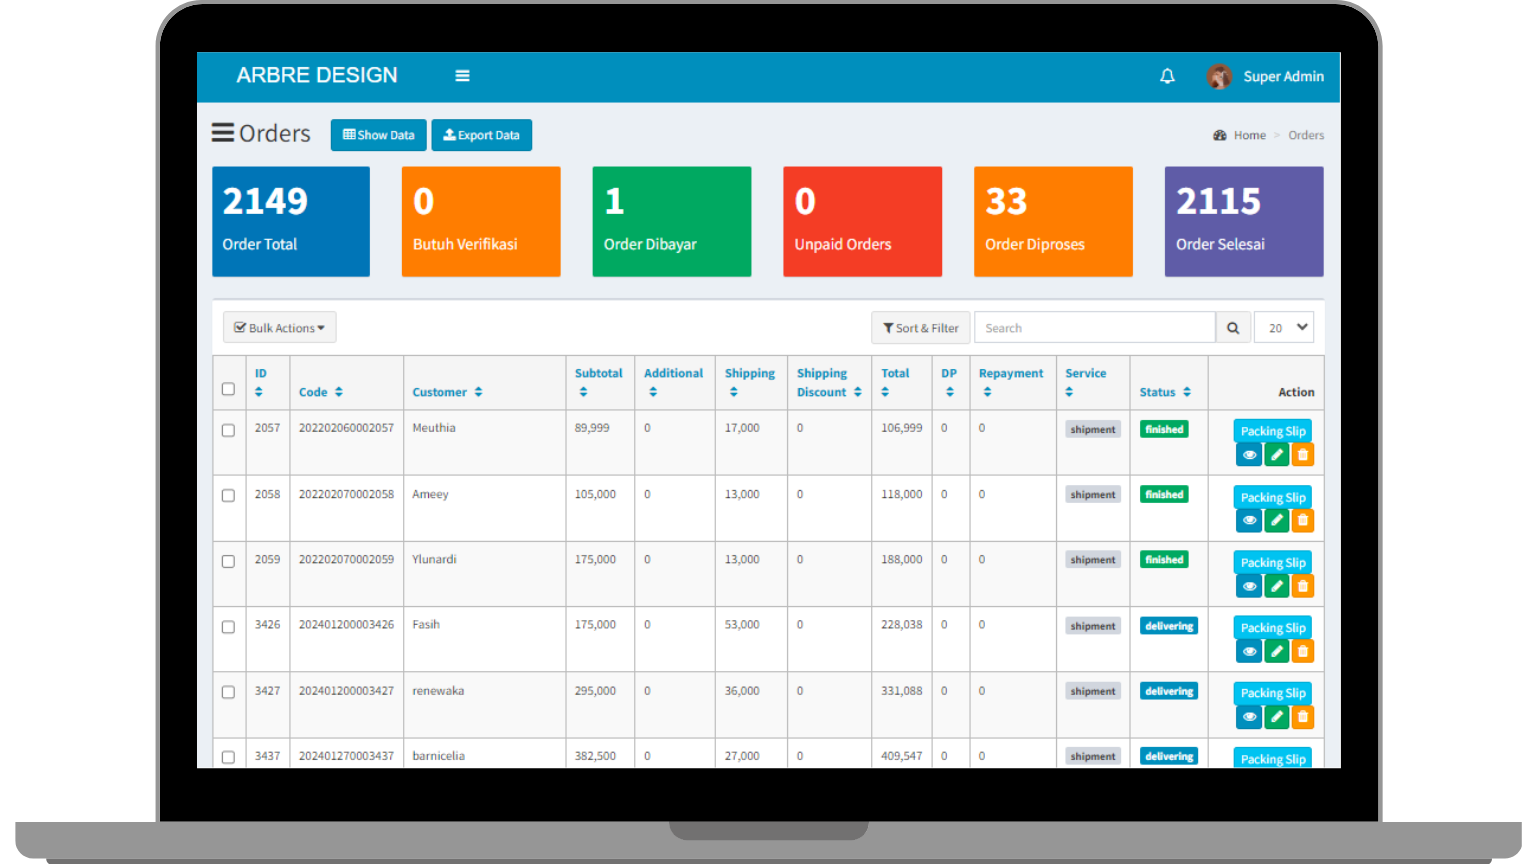 ARBRE DESIGN
Super Admin
Orders
Show Data
Export Data
Home > Orders
2149
Order Total
0
Butuh Verifikasi
1
Order Dibayar
0
Unpaid Orders
33
Order Diproses
2115
Order Selesai
Bulk Actions
Sort & Filter
Search
20
ID Code Customer Subtotal Additional Shipping Shipping Discount Total DP Repayment Service Status Action
2057 202202060002057 Meuthia 89,999 0 17,000 0 106,999 0 0 shipment finished Packing Slip
2058 202202070002058 Ameey 105,000 0 13,000 0 118,000 0 0 shipment finished Packing Slip
2059 202202070002059 Ylunardi 175,000 0 13,000 0 188,000 0 0 shipment finished Packing Slip
3426 202401200003426 Fasih 175,000 0 53,000 0 228,038 0 0 shipment delivering Packing Slip
3427 202401200003427 renewaka 295,000 0 36,000 0 331,088 0 0 shipment delivering Packing Slip
3437 202401270003437 barnicelia 382,500 0 27,000 0 409,547 0 0 shipment delivering Packing Slip